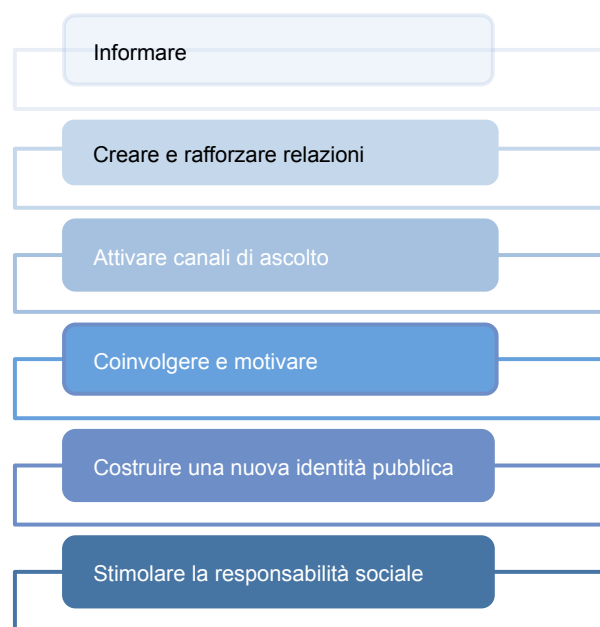 Informare
Creare e rafforzare relazioni
Attivare canali di ascolto
Coinvolgere e motivare
Costruire una nuova identità pubblica
Stimolare la responsabilità sociale